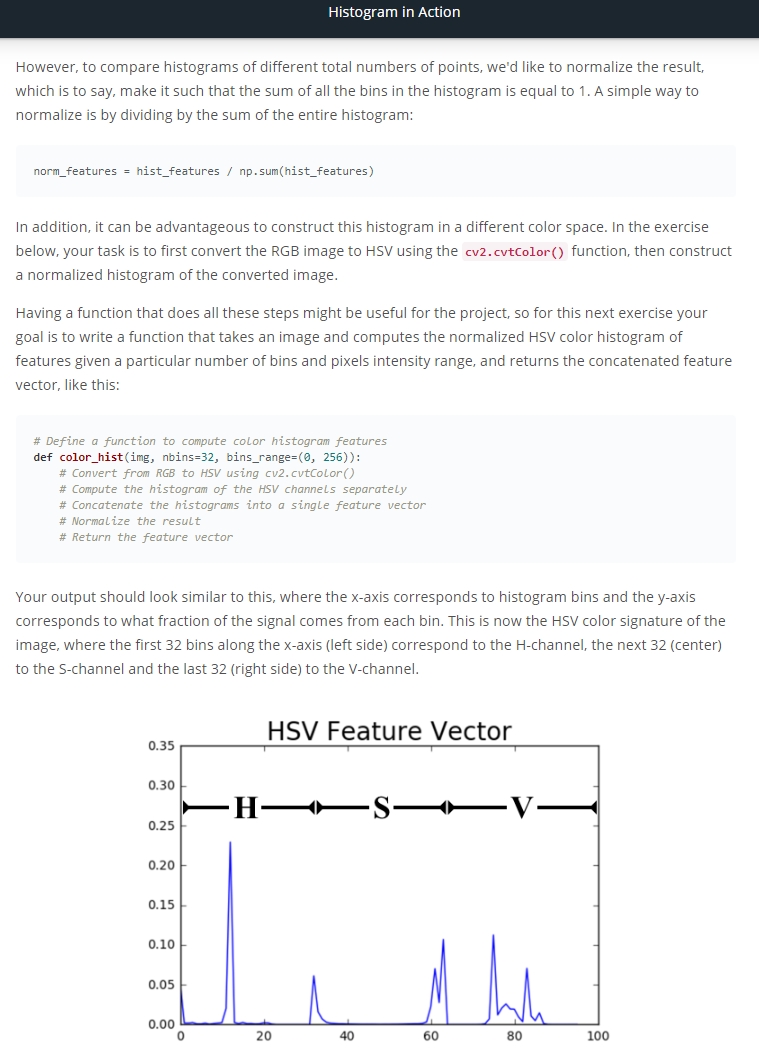 Histogram in Action
However, to compare histograms of different total numbers of points, we'd like to normalize the result,
which is to say, make it such that the sum of all the bins in the histogram is equal to 1. A simple way to
normalize is by dividing by the sum of the entire histogram:
norm_features = hist_features / np.sum(hist_features)
In addition, it can be advantageous to construct this histogram in a different color space. In the exercise
below, your task is to first convert the RGB image to HSV using the cv2.cvtColor() function, then construct
a normalized histogram of the converted image.
Having a function that does all these steps might be useful for the project, so for this next exercise your
goal is to write a function that takes an image and computes the normalized HSV color histogram of
features given a particular number of bins and pixels intensity range, and returns the concatenated feature
vector, like this:
# Define a function to compute color histogram features
def color_hist(img, nbins=32, bins_range=(0, 256)):
# Convert from RGB to HSV using cv2.cvtColor()
# Compute the histogram of the HSV channels separately
# Concatenate the histograms into a single feature vector
# Normalize the result
# Return the feature vector
Your output should look similar to this, where the x-axis corresponds to histogram bins and the y-axis
corresponds to what fraction of the signal comes from each bin. This is now the HSV color signature of the
image, where the first 32 bins along the x-axis (left side) correspond to the H-channel, the next 32 (center)
to the S-channel and the last 32 (right side) to the V-channel.
HSV Feature Vector
0.35
0.30
H S V
0.25
0.20
0.15
0.10
0.05
0.00
0 20 40 60 80 100